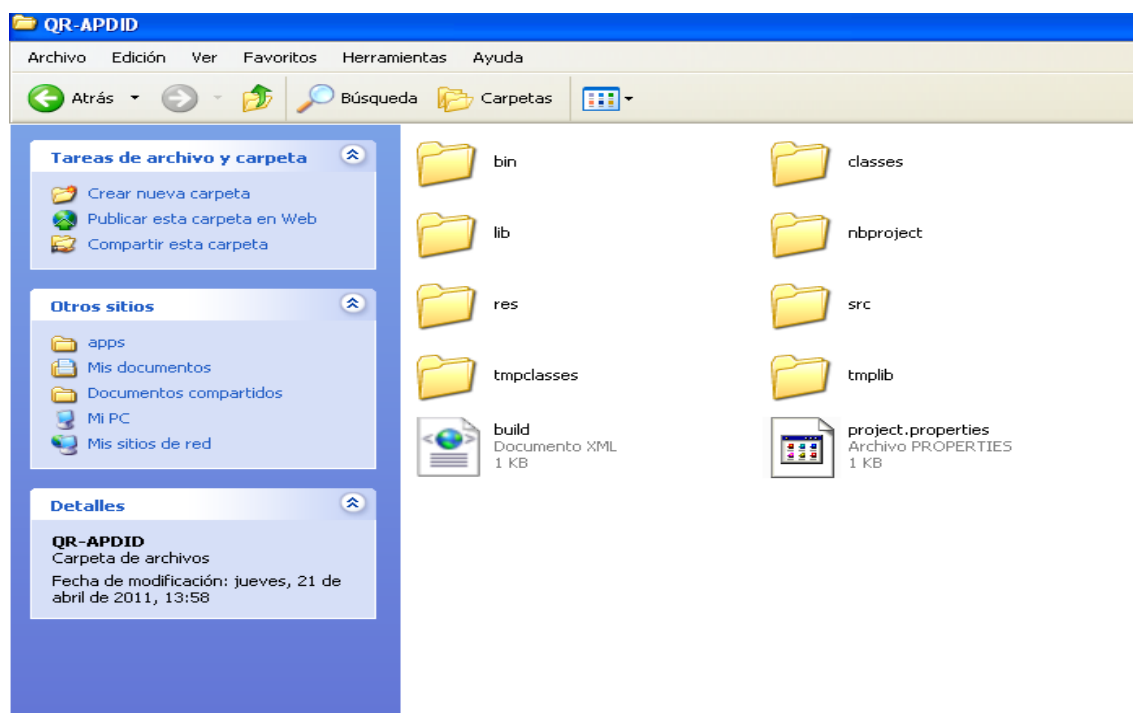 QR-APDID
Archivo Edición Ver Favoritos Herramientas Ayuda
Atrás Búsqueda Carpetas
Tareas de archivo y carpeta
Crear nueva carpeta
Publicar esta carpeta en Web
Compartir esta carpeta
Otros sitios
apps
Mis documentos
Documentos compartidos
Mi PC
Mis sitios de red
Detalles
QR-APDID
Carpeta de archivos
Fecha de modificación: jueves, 21 de
abril de 2011, 13:58
bin
classes
lib
nbproject
res
src
tmpclasses
tmplib
build
Documento XML
1 KB
project.properties
Archivo PROPERTIES
1 KB